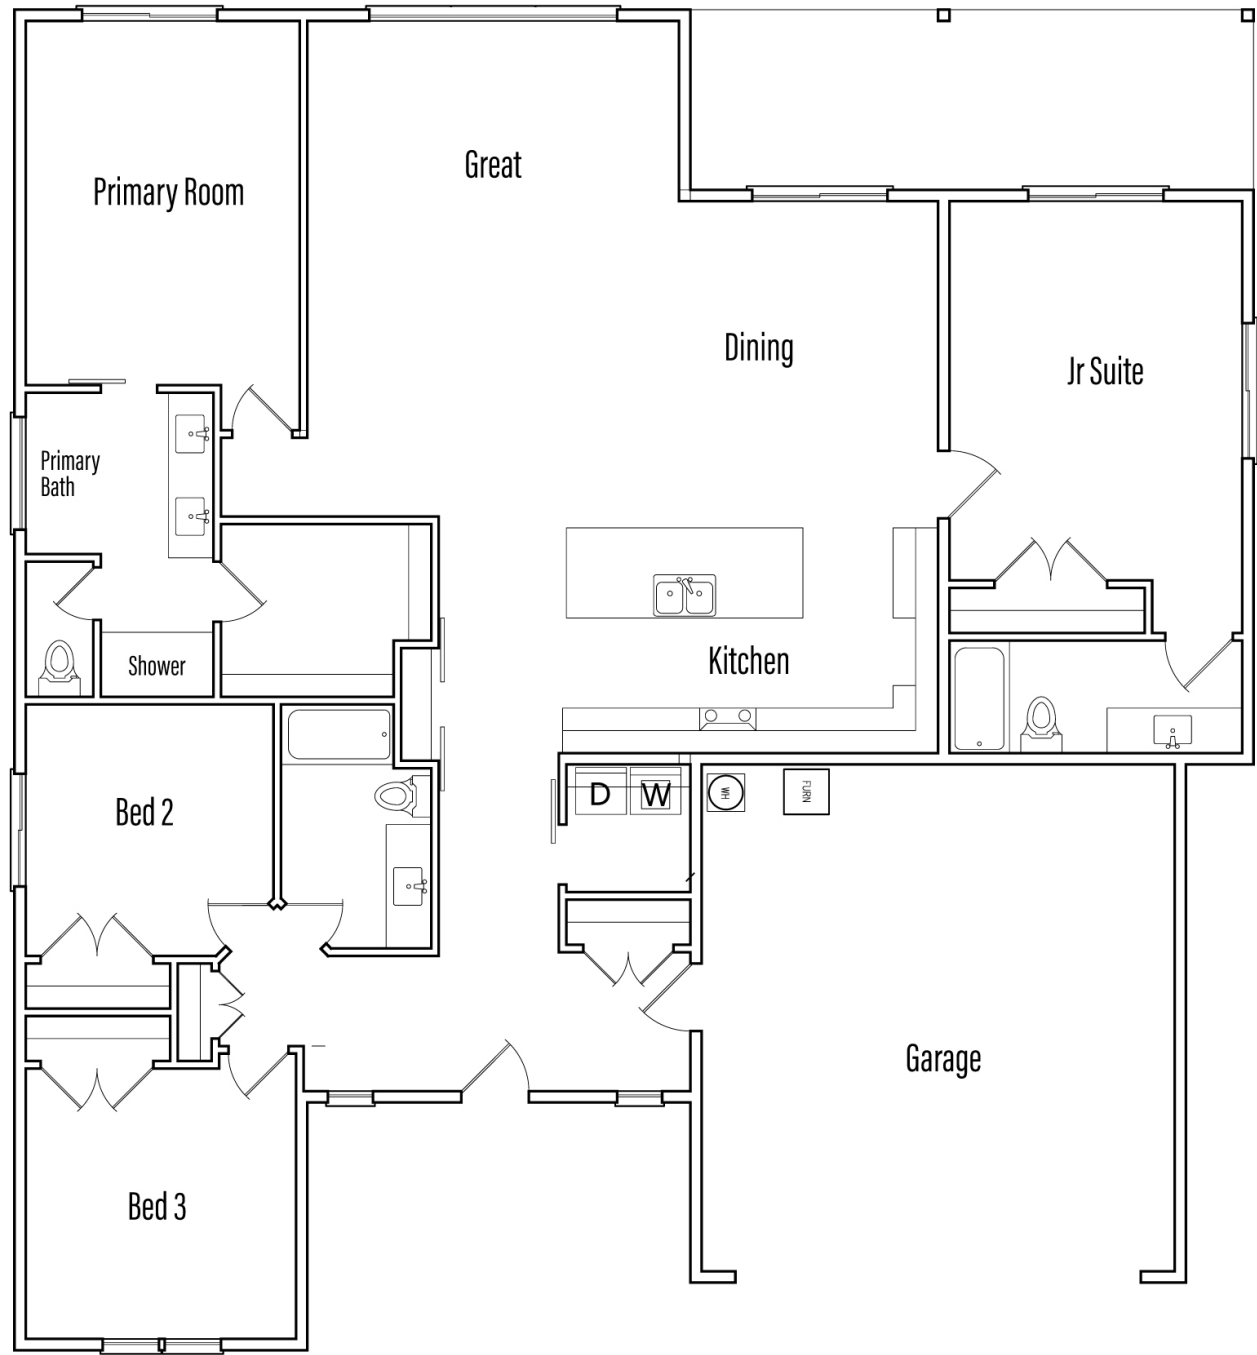 Great
Primary Room
Dining
Jr Suite
Primary
Bath
Kitchen
Shower
D
W
WH
FURN
Bed 2
Garage
Bed 3